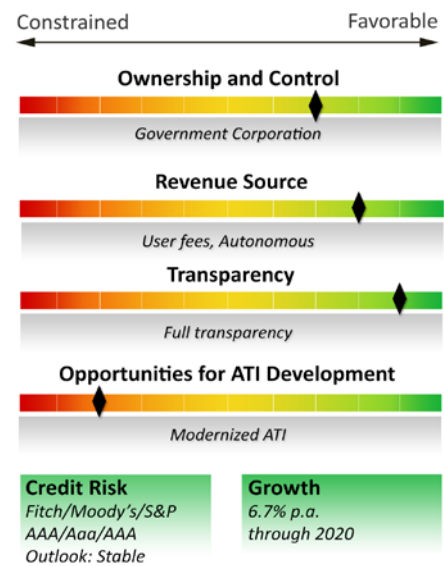 Constrained Favorable
Ownership and Control
Government Corporation
Revenue Source
User fees, Autonomous
Transparency
Full transparency
Opportunities for ATI Development
Modernized ATI
Credit Risk
Fitch/Moody's/S&P
AAA/Aaa/AAA
Outlook: Stable
Growth
6.7% p.a.
through 2020